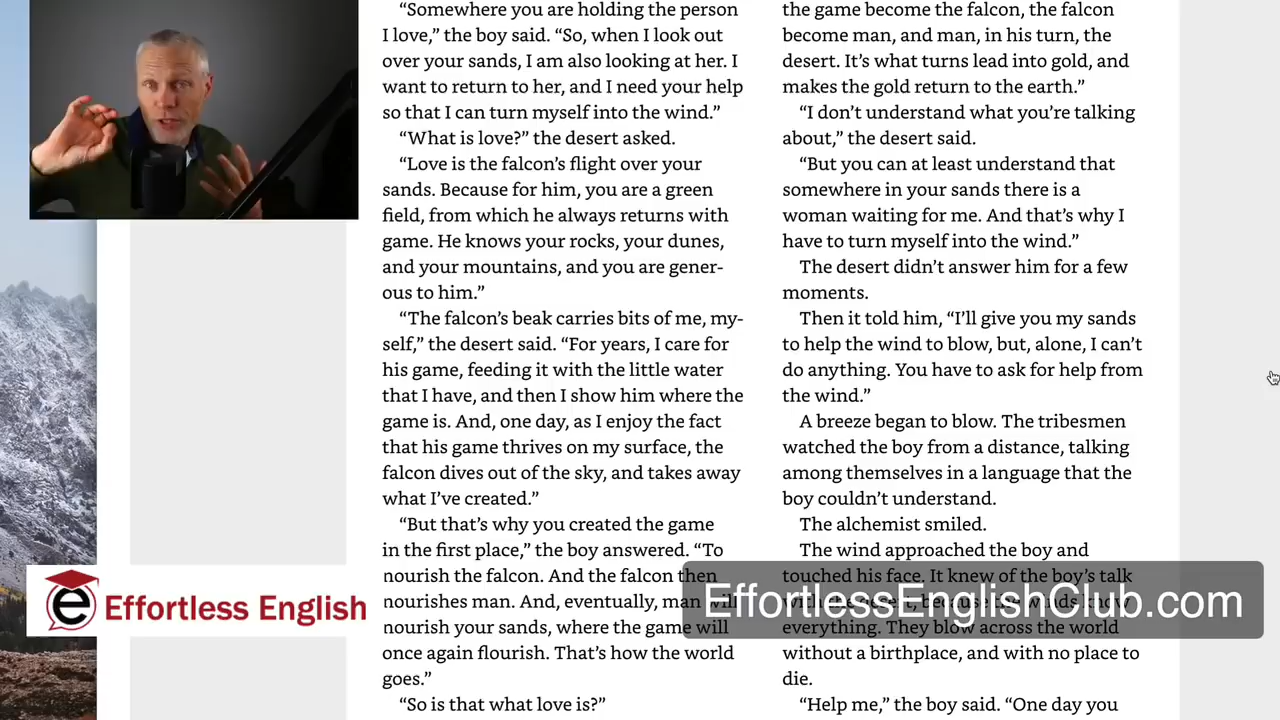 “Somewhere you are holding the person
I love,” the boy said. “So, when I look out
over your sands, I am also looking at her. I
want to return to her, and I need your help
so that I can turn myself into the wind.”
“What is love?” the desert asked.
“Love is the falcon’s flight over your
sands. Because for him, you are a green
field, from which he always returns with
game. He knows your rocks, your dunes,
and your mountains, and you are gener-
ous to him.”
“The falcon’s beak carries bits of me, my-
self,” the desert said. “For years, I care for
his game, feeding it with the little water
that I have, and then I show him where the
game is. And, one day, as I enjoy the fact
that his game thrives on my surface, the
falcon dives out of the sky, and takes away
what I’ve created.”
“But that’s why you created the game
in the first place,” the boy answered. “To
nourish the falcon. And the falcon then
nourishes man. And, eventually, man will
nourish your sands, where the game will
once again flourish. That’s how the world
goes.”
“So is that what love is?”
the game become the falcon, the falcon
become man, and man, in his turn, the
desert. It’s what turns lead into gold, and
makes the gold return to the earth.”
“I don’t understand what you’re talking
about,” the desert said.
“But you can at least understand that
somewhere in your sands there is a
woman waiting for me. And that’s why I
have to turn myself into the wind.”
The desert didn’t answer him for a few
moments.
Then it told him, “I’ll give you my sands
to help the wind to blow, but, alone, I can’t
do anything. You have to ask for help from
the wind.”
A breeze began to blow. The tribesmen
watched the boy from a distance, talking
among themselves in a language that the
boy couldn’t understand.
The alchemist smiled.
The wind approached the boy and
touched his face. It knew of the boy’s talk
with the desert, because the winds know
everything. They blow across the world
without a birthplace, and with no place to
die.
“Help me,” the boy said. “One day you
Effortless English
EffortlessEnglishClub.com